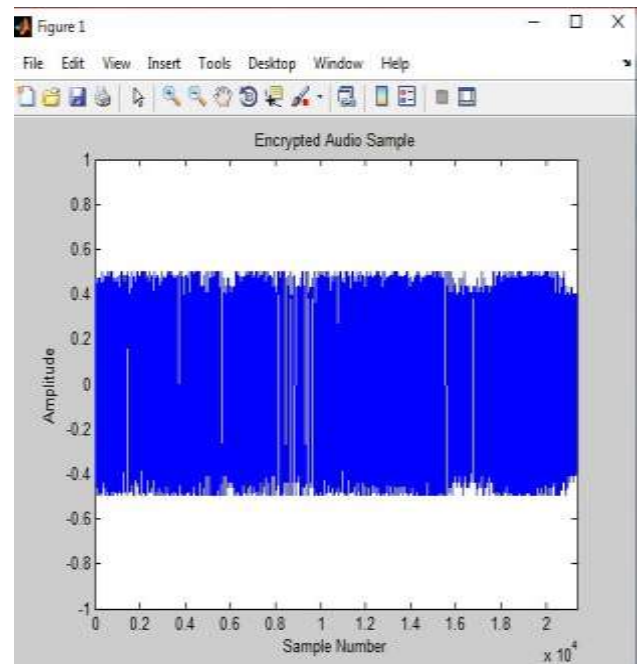 Figure 1
File Edit View Insert Tools Desktop Window Help
Encrypted Audio Sample
1
0.8
0.6
0.4
0.2
0
-0.2
-0.4
-0.6
-0.8
-1
Amplitude
0 0.2 0.4 0.6 0.8 1 1.2 1.4 1.6 1.8 2
Sample Number
x 10^4